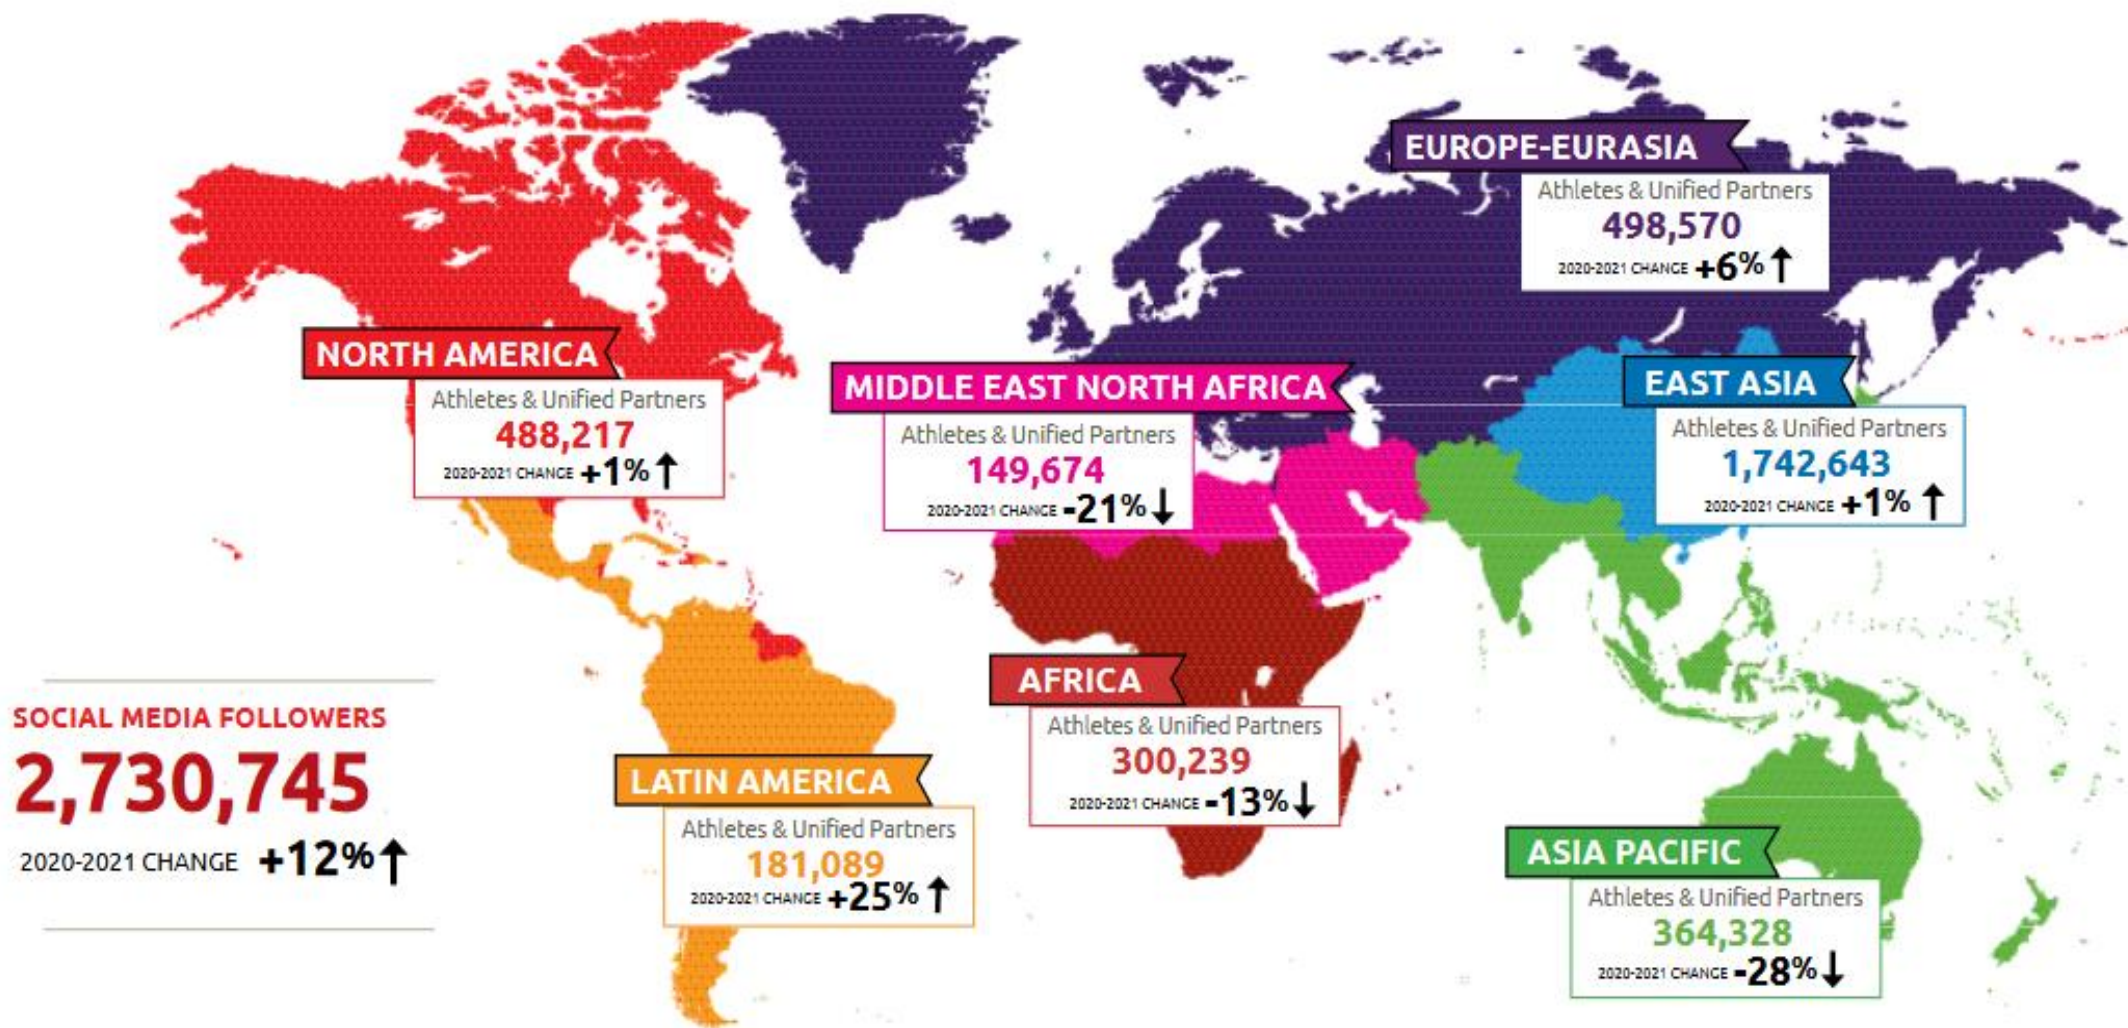 EUROPE-EURASIA
Athletes & Unified Partners
498,570
2020-2021 CHANGE +6%↑
NORTH AMERICA
Athletes & Unified Partners
488,217
2020-2021 CHANGE +1%↑
MIDDLE EAST NORTH AFRICA
Athletes & Unified Partners
149,674
2020-2021 CHANGE -21%↓
EAST ASIA
Athletes & Unified Partners
1,742,643
2020-2021 CHANGE +1% ↑
AFRICA
Athletes & Unified Partners
300,239
2020-2021 CHANGE -13%↓
SOCIAL MEDIA FOLLOWERS
2,730,745
2020-2021 CHANGE +12%↑
LATIN AMERICA
Athletes & Unified Partners
181,089
2020-2021 CHANGE +25% ↑
ASIA PACIFIC
Athletes & Unified Partners
364,328
2020-2021 CHANGE -28%↓